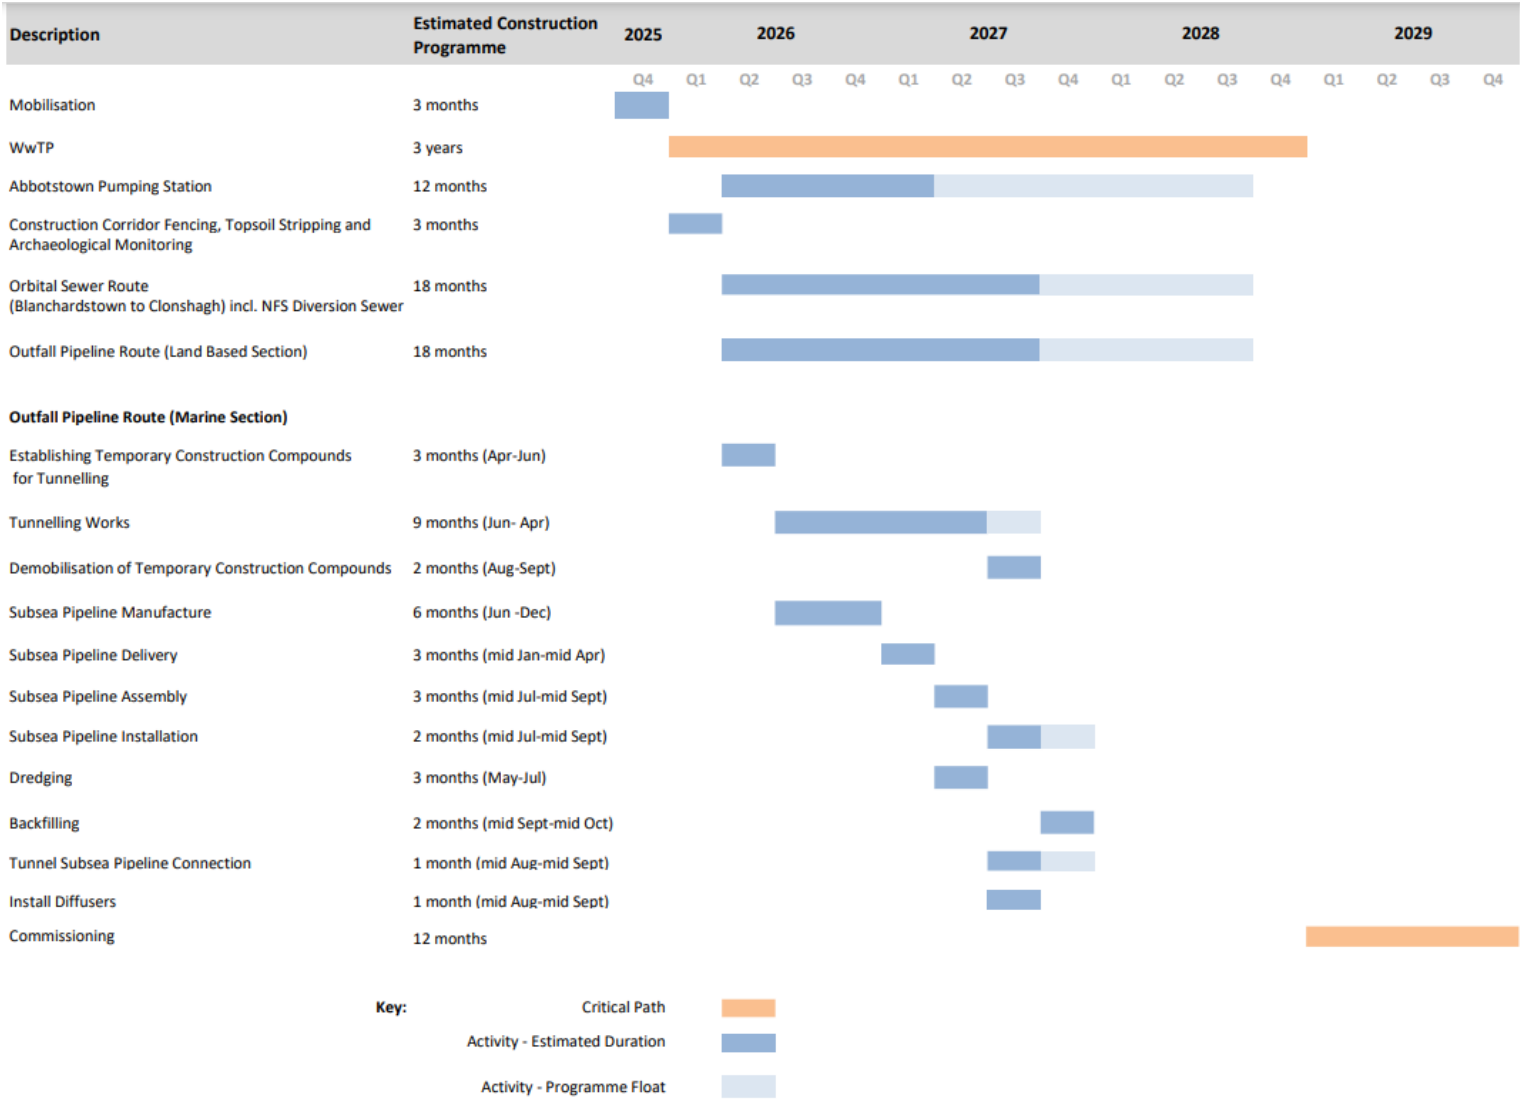 Description Estimated Construction Programme 2025 2026 2027 2028 2029
Q4 Q1 Q2 Q3 Q4 Q1 Q2 Q3 Q4 Q1 Q2 Q3 Q4 Q1 Q2 Q3 Q4
Mobilisation 3 months
WwTP 3 years
Abbotstown Pumping Station 12 months
Construction Corridor Fencing, Topsoil Stripping and 3 months
Archaeological Monitoring
Orbital Sewer Route 18 months
(Blanchardstown to Clonshagh) incl. NFS Diversion Sewer
Outfall Pipeline Route (Land Based Section) 18 months
Outfall Pipeline Route (Marine Section)
Establishing Temporary Construction Compounds 3 months (Apr-Jun)
for Tunnelling
Tunnelling Works 9 months (Jun- Apr)
Demobilisation of Temporary Construction Compounds 2 months (Aug-Sept)
Subsea Pipeline Manufacture 6 months (Jun -Dec)
Subsea Pipeline Delivery 3 months (mid Jan-mid Apr)
Subsea Pipeline Assembly 3 months (mid Jul-mid Sept)
Subsea Pipeline Installation 2 months (mid Jul-mid Sept)
Dredging 3 months (May-Jul)
Backfilling 2 months (mid Sept-mid Oct)
Tunnel Subsea Pipeline Connection 1 month (mid Aug-mid Sept)
Install Diffusers 1 month (mid Aug-mid Sept)
Commissioning 12 months
Key: Critical Path
Activity - Estimated Duration
Activity - Programme Float